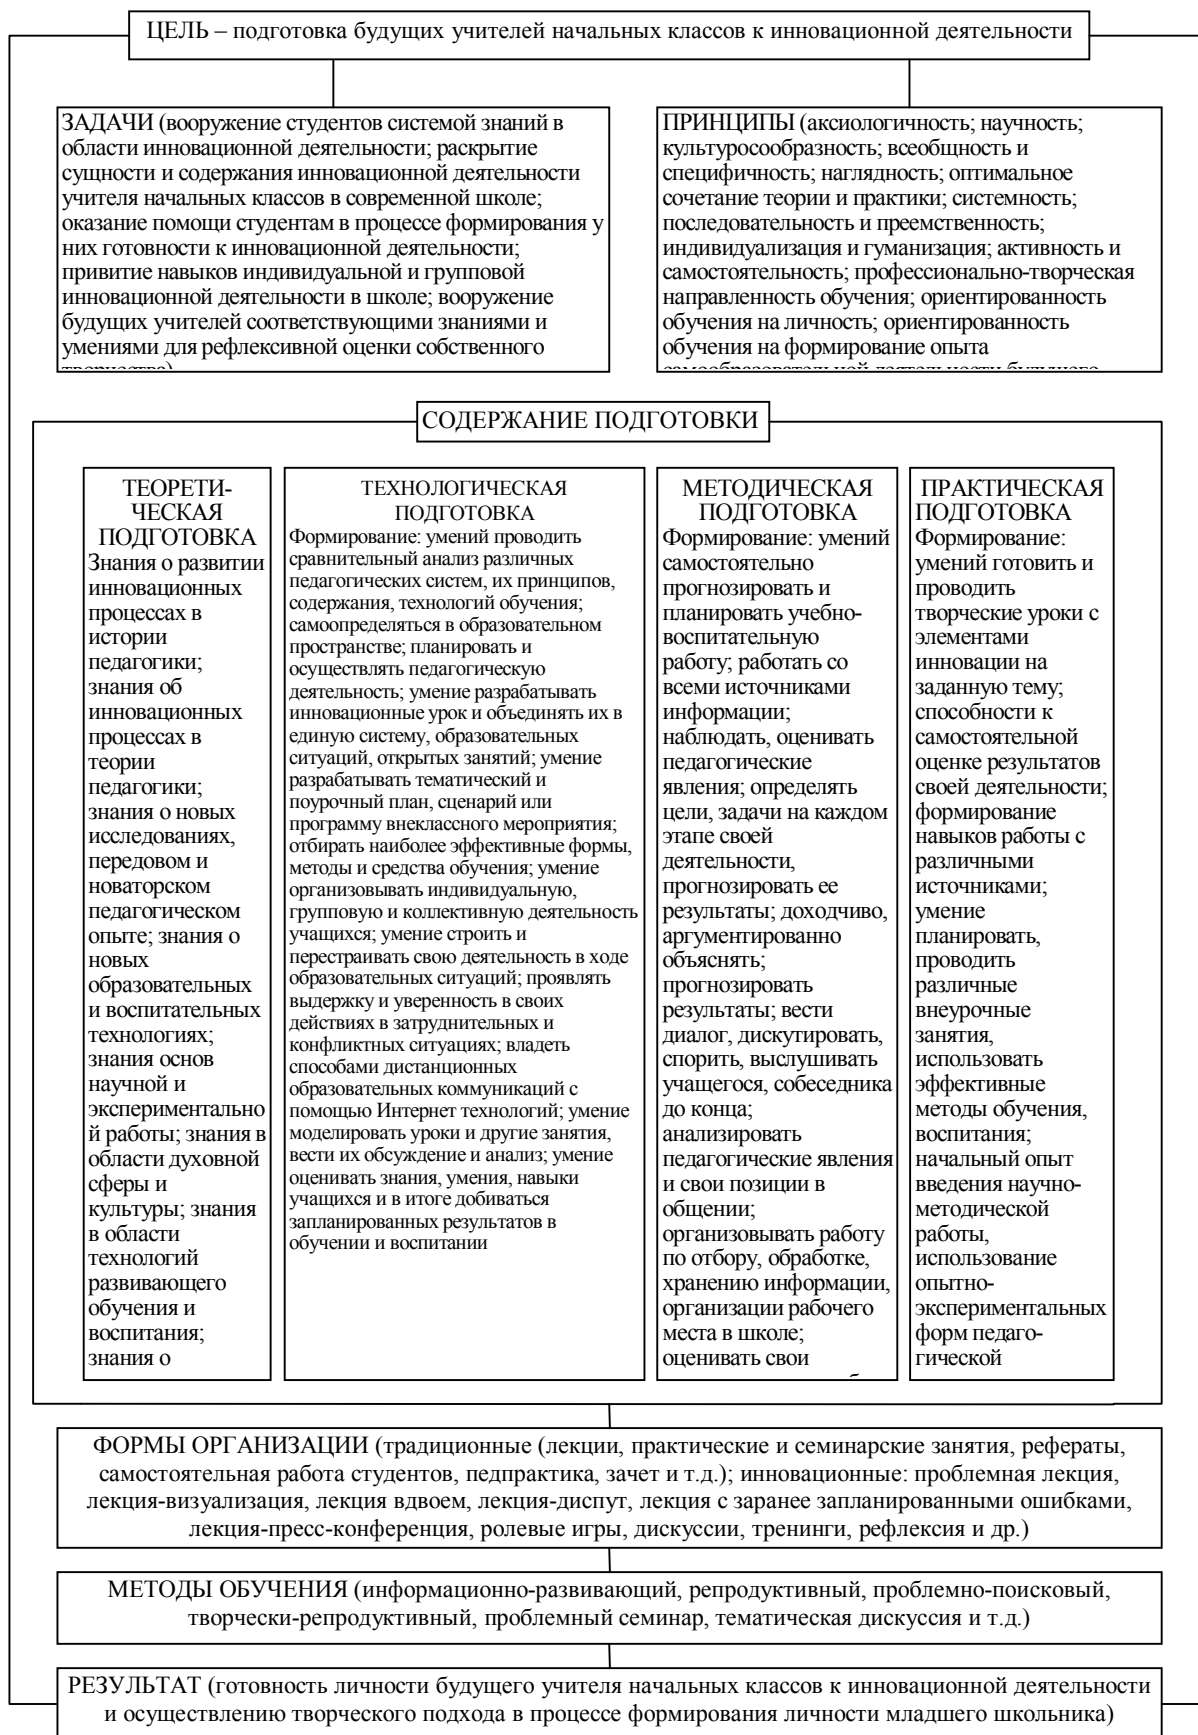 ЦЕЛЬ – подготовка будущих учителей начальных классов к инновационной деятельности
ЗАДАЧИ (вооружение студентов системой знаний в
области инновационной деятельности; раскрытие
сущности и содержания инновационной деятельности
учителя начальных классов в современной школе;
оказание помощи студентам в процессе формирования у
них готовности к инновационной деятельности;
привитие навыков индивидуальной и групповой
инновационной деятельности в школе; вооружение
будущих учителей соответствующими знаниями и
умениями для рефлексивной оценки собственного
ПРИНЦИПЫ (аксиологичность; научность;
культуросообразность; всеобщность и
специфичность; наглядность; оптимальное
сочетание теории и практики; системность;
последовательность и преемственность;
индивидуализация и гуманизация; активность и
самостоятельность; профессионально-творческая
направленность обучения; ориентированность
обучения на личность; ориентированность
обучения на формирование опыта
СОДЕРЖАНИЕ ПОДГОТОВКИ
ТЕОРЕТИ-
ЧЕСКАЯ
ПОДГОТОВКА
Знания о развитии
инновационных
процессах в
истории
педагогики;
знания об
инновационных
процессах в
теории
педагогики;
знания о новых
исследованиях,
передовом и
новаторском
педагогическом
опыте; знания о
новых
образовательных
и воспитательных
технологиях;
знания основ
научной и
экспериментально
й работы; знания в
области духовной
сферы и
культуры; знания
в области
технологий
развивающего
обучения и
воспитания;
знания о
ТЕХНОЛОГИЧЕСКАЯ
ПОДГОТОВКА
Формирование: умений проводить
сравнительный анализ различных
педагогических систем, их принципов,
содержания, технологий обучения;
самоопределяться в образовательном
пространстве; планировать и
осуществлять педагогическую
деятельность; умение разрабатывать
инновационные урок и объединять их в
единую систему, образовательных
ситуаций, открытых занятий; умение
разрабатывать тематический и
поурочный план, сценарий или
программу внеклассного мероприятия;
отбирать наиболее эффективные формы,
методы и средства обучения; умение
организовывать индивидуальную,
групповую и коллективную деятельность
учащихся; умение строить и
перестраивать свою деятельность в ходе
образовательных ситуаций; проявлять
выдержку и уверенность в своих
действиях в затруднительных и
конфликтных ситуациях; владеть
способами дистанционных
образовательных коммуникаций с
помощью Интернет технологий; умение
моделировать уроки и другие занятия,
вести их обсуждение и анализ; умение
оценивать знания, умения, навыки
учащихся и в итоге добиваться
запланированных результатов в
обучении и воспитании
МЕТОДИЧЕСКАЯ
ПОДГОТОВКА
Формирование: умений
самостоятельно
прогнозировать и
планировать учебно-
воспитательную
работу; работать со
всеми источниками
информации;
наблюдать, оценивать
педагогические
явления; определять
цели, задачи на каждом
этапе своей
деятельности,
прогнозировать ее
результаты; доходчиво,
аргументированно
объяснять;
прогнозировать
результаты; вести
диалог, дискутировать,
спорить, выслушивать
учащегося, собеседника
до конца;
анализировать
педагогические явления
и свои позиции в
общении;
организовывать работу
по отбору, обработке,
хранению информации,
организации рабочего
места в школе;
оценивать свои
ПРАКТИЧЕСКАЯ
ПОДГОТОВКА
Формирование:
умений готовить и
проводить
творческие уроки с
элементами
инновации на
заданную тему;
способности к
самостоятельной
оценке результатов
своей деятельности;
формирование
навыков работы с
различными
источниками;
умение
планировать,
проводить
различные
внеурочные
занятия,
использовать
эффективные
методы обучения,
воспитания;
начальный опыт
введения научно-
методической
работы,
использование
опытно-
экспериментальных
форм педаго-
гической
ФОРМЫ ОРГАНИЗАЦИИ (традиционные (лекции, практические и семинарские занятия, рефераты,
самостоятельная работа студентов, педпрактика, зачет и т.д.); инновационные: проблемная лекция,
лекция-визуализация, лекция вдвоем, лекция-диспут, лекция с заранее запланированными ошибками,
лекция-пресс-конференция, ролевые игры, дискуссии, тренинги, рефлексия и др.)
МЕТОДЫ ОБУЧЕНИЯ (информационно-развивающий, репродуктивный, проблемно-поисковый,
творчески-репродуктивный, проблемный семинар, тематическая дискуссия и т.д.)
РЕЗУЛЬТАТ (готовность личности будущего учителя начальных классов к инновационной деятельности
и осуществлению творческого подхода в процессе формирования личности младшего школьника)